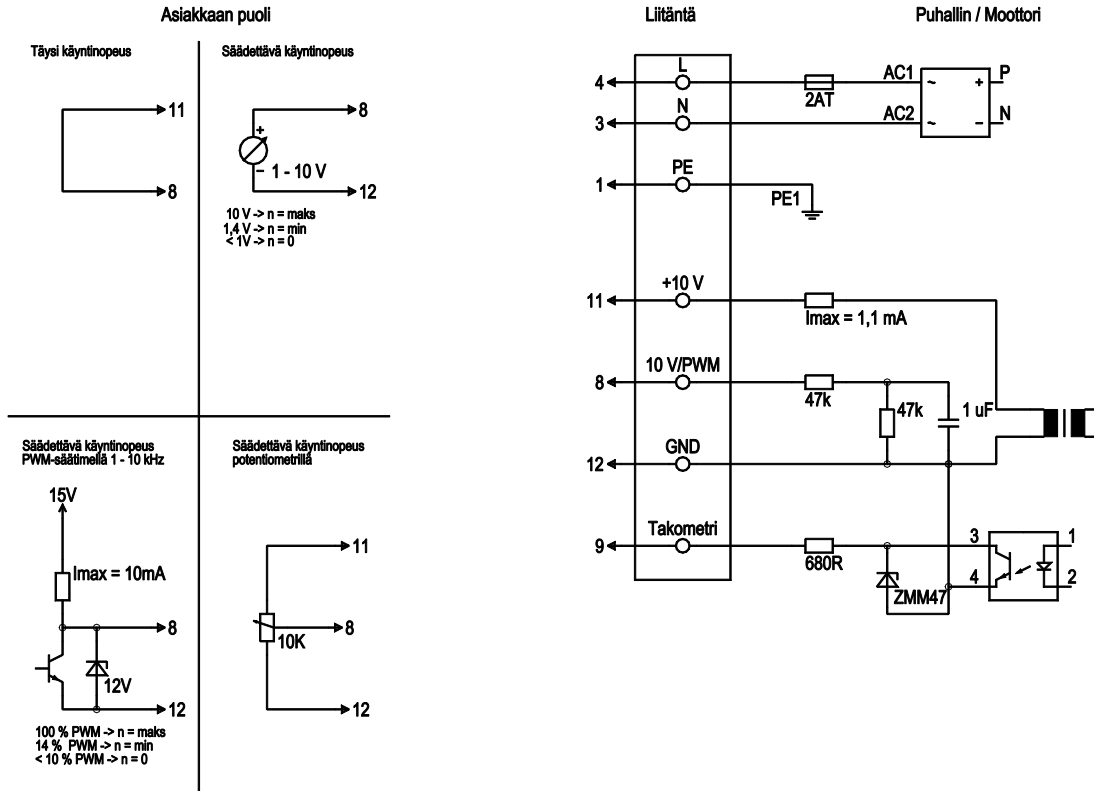 Asiakkaan puoli
Täysi käyntinopeus
11
8
Säädettävä käyntinopeus
8
+
1 - 10 V
–
12
10 V -> n = maks
1,4 V -> n = min
< 1V -> n = 0
Säädettävä käyntinopeus
PWM-säätimellä 1 - 10 kHz
15V
Imax = 10mA
8
12V
12
100 % PWM -> n = maks
14 % PWM -> n = min
< 10 % PWM -> n = 0
Säädettävä käyntinopeus
potentiometrillä
11
8
10K
12
Liitäntä
Puhallin / Moottori
4
L
2AT
AC1
~
+
P
3
N
AC2
~
–
N
1
PE
PE1
11
+10 V
Imax = 1,1 mA
8
10 V/PWM
47k
47k
1 uF
12
GND
9
Takometri
680R
ZMM47
3
4
1
2